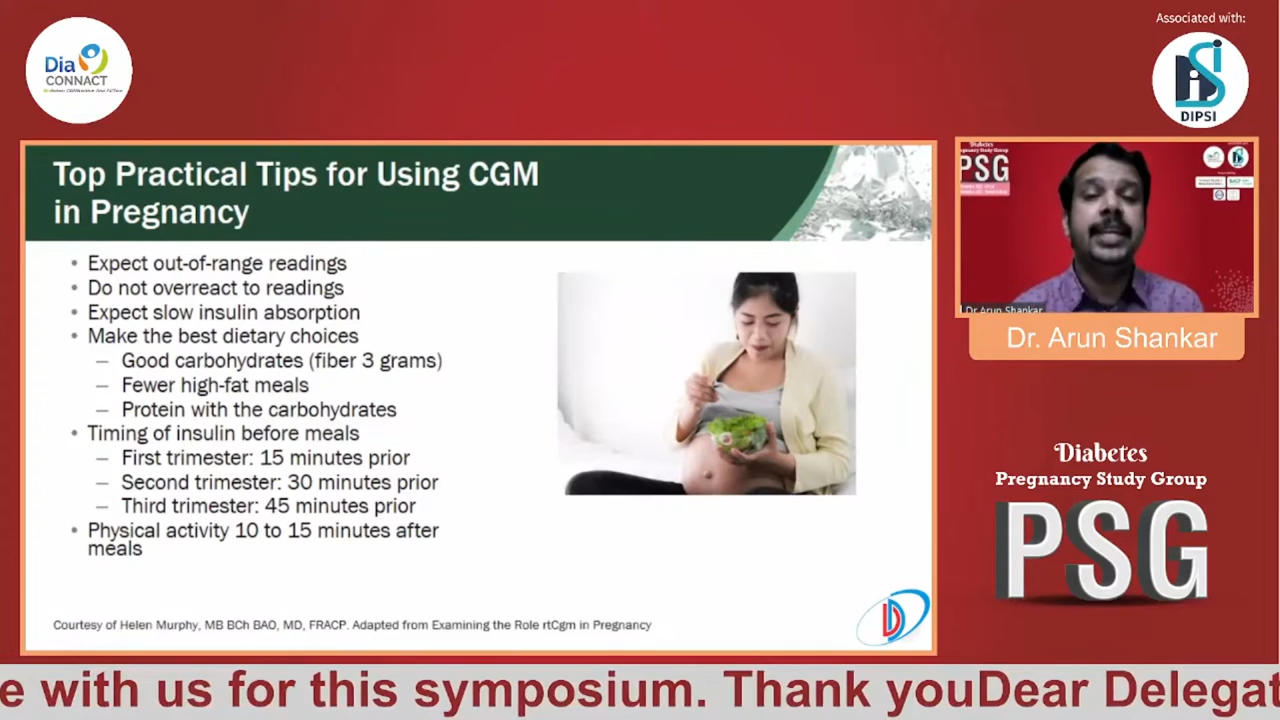 Associated with:
Dia
CONNACT
DiSi
DIPSI
Top Practical Tips for Using CGM
in Pregnancy
• Expect out-of-range readings
• Do not overreact to readings
• Expect slow insulin absorption
• Make the best dietary choices
– Good carbohydrates (fiber 3 grams)
– Fewer high-fat meals
– Protein with the carbohydrates
• Timing of insulin before meals
– First trimester: 15 minutes prior
– Second trimester: 30 minutes prior
– Third trimester: 45 minutes prior
• Physical activity 10 to 15 minutes after
meals
Courtesy of Helen Murphy, MB BCh BAO, MD, FRACP. Adapted from Examining the Role rtCgm in Pregnancy
Diabetes
PSG
Dr Arun Shankar
Dr. Arun Shankar
Diabetes
Pregnancy Study Group
PSG
e with us for this symposium. Thank youDear Delegat